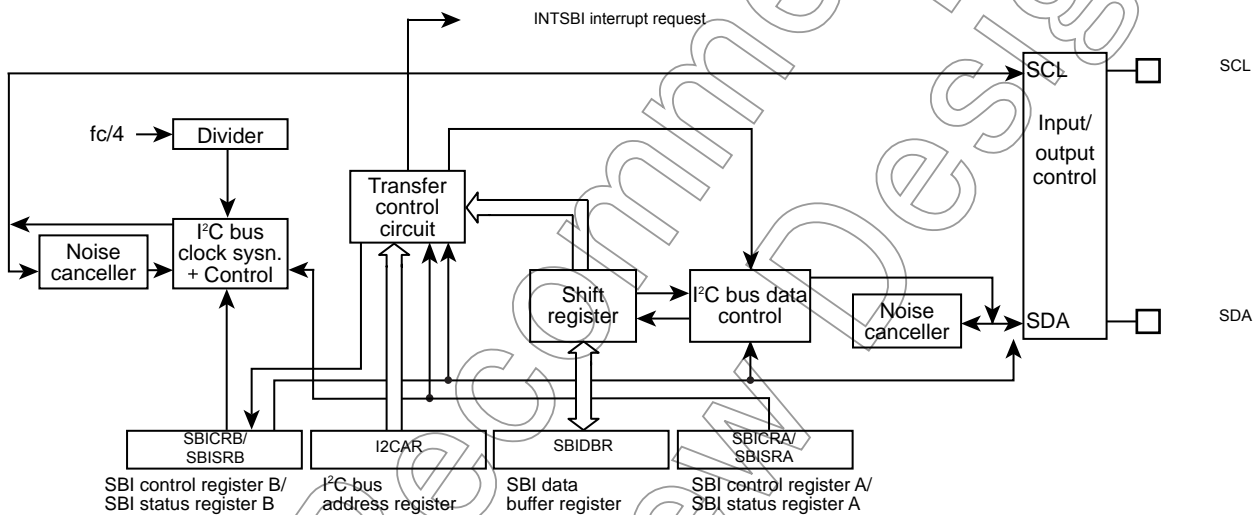 INTSBI interrupt request
SCL
SCL
fc/4
Divider
Input/
output
control
Transfer
control
circuit
I²C bus
clock sysn.
+ Control
Noise
canceller
Shift
register
I²C bus data
control
Noise
canceller
SDA
SDA
SBICRB/
SBISRB
I2CAR
SBIDBR
SBICRA/
SBISRA
SBI control register B/
SBI status register B
I²C bus
address register
SBI data
buffer register
SBI control register A/
SBI status register A